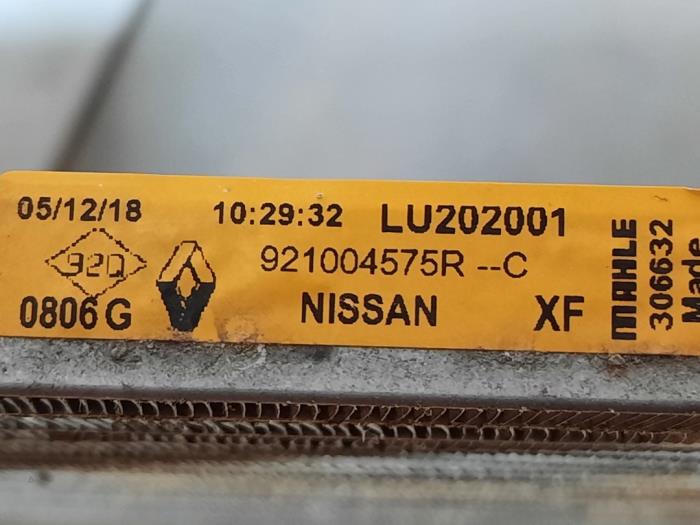 05/12/18 10:29:32 LU202001
92Q 921004575R --C
0806 G NISSAN XF
MAHLE
306632
Made